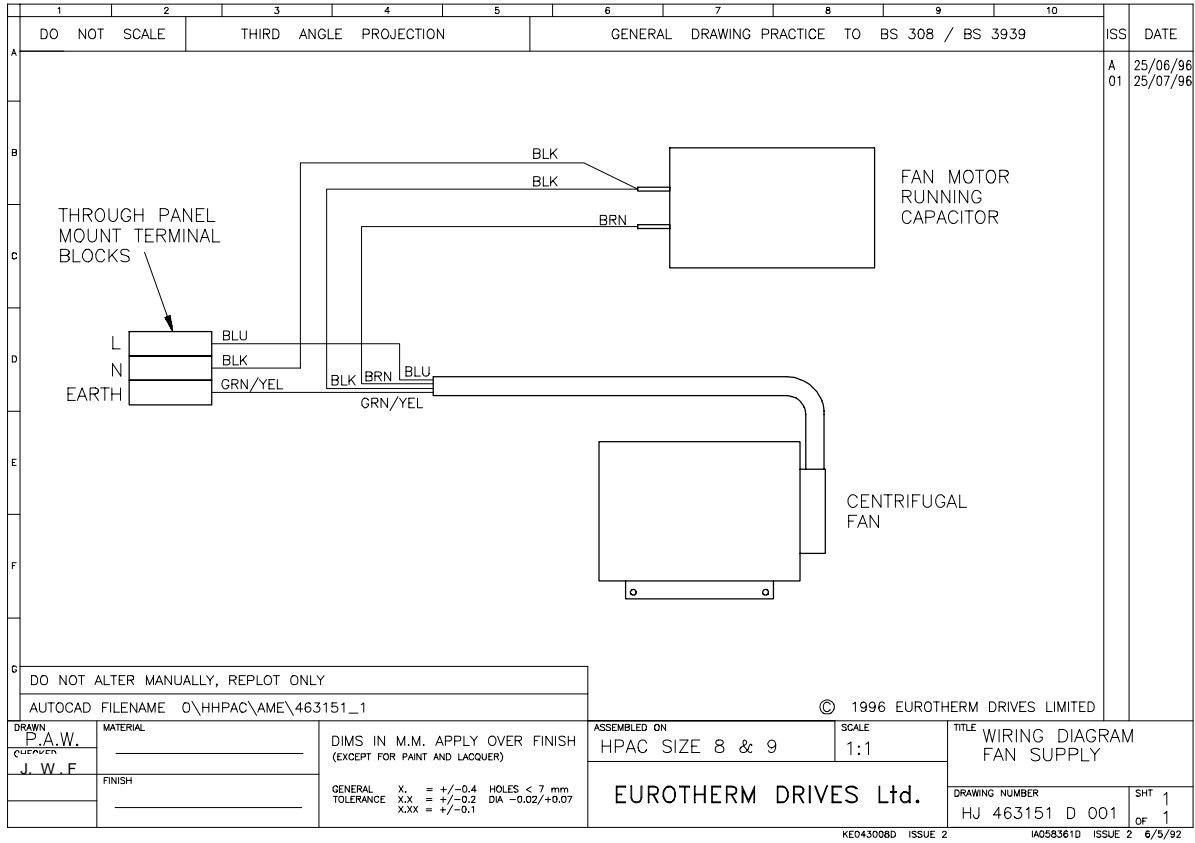 1 2 3 4 5 6 7 8 9 10
DO NOT SCALE
THIRD ANGLE PROJECTION
GENERAL DRAWING PRACTICE TO BS 308 / BS 3939
ISS
DATE
A
A 25/06/96
01 25/07/96
B
C
D
E
F
G
BLK
BLK
BRN
FAN MOTOR
RUNNING
CAPACITOR
THROUGH PANEL
MOUNT TERMINAL
BLOCKS
L
BLU
N
BLK
EARTH
GRN/YEL
BLK
BRN
BLU
GRN/YEL
CENTRIFUGAL
FAN
DO NOT ALTER MANUALLY, REPLOT ONLY
AUTOCAD FILENAME O\HHPAC\AME\463151_1
© 1996 EUROTHERM DRIVES LIMITED
DRAWN
P.A.W.
CHECKED
J. W .F
MATERIAL
FINISH
DIMS IN M.M. APPLY OVER FINISH
(EXCEPT FOR PAINT AND LACQUER)
GENERAL X. = +/-0.4 HOLES < 7 mm
TOLERANCE X.X = +/-0.2 DIA -0.02/+0.07
X.XX = +/-0.1
ASSEMBLED ON
HPAC SIZE 8 & 9
SCALE
1:1
EUROTHERM DRIVES Ltd.
TITLE
WIRING DIAGRAM
FAN SUPPLY
DRAWING NUMBER
HJ 463151 D 001
SHT 1
OF 1
KE043008D ISSUE 2
IA058361D ISSUE 2 6/5/92